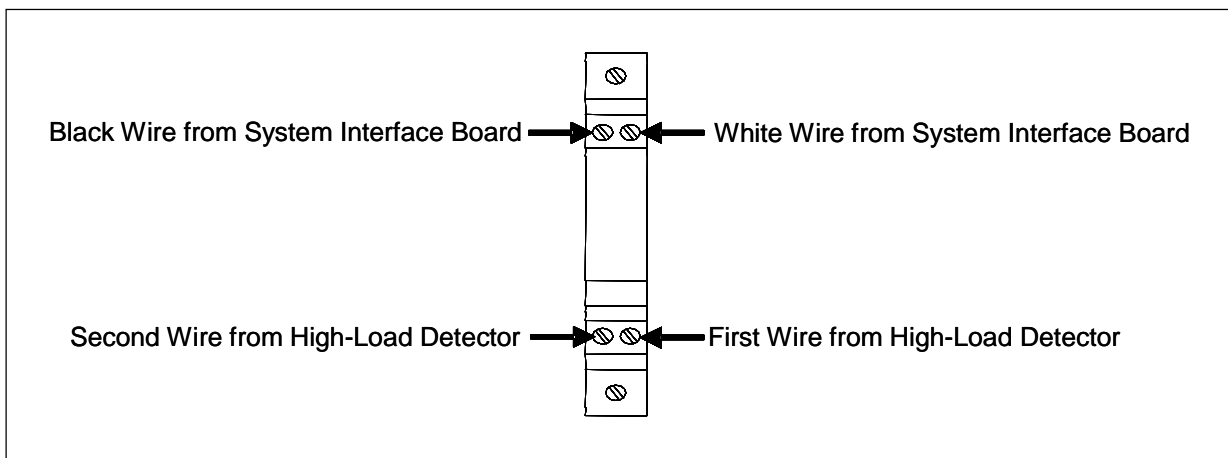 Black Wire from System Interface Board
White Wire from System Interface Board
Second Wire from High-Load Detector
First Wire from High-Load Detector